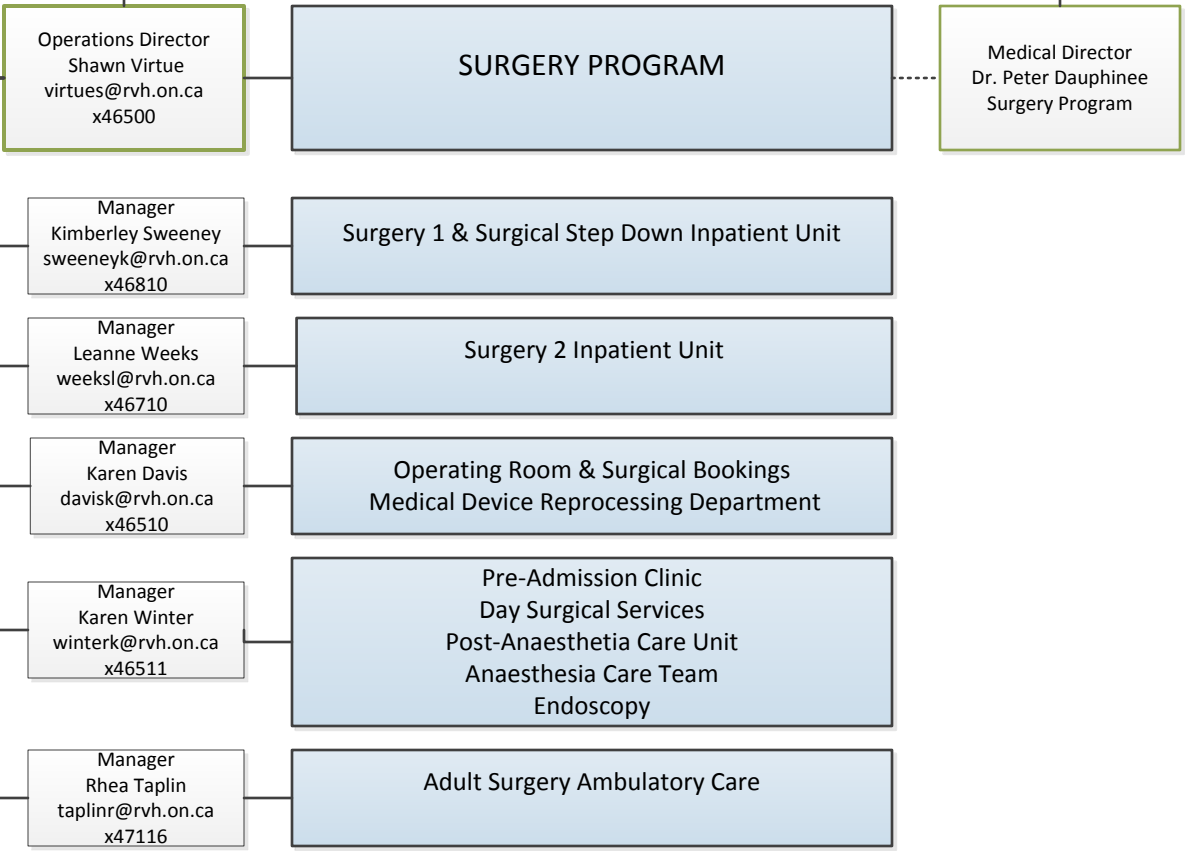 Operations Director
Shawn Virtue
virtues@rvh.on.ca
x46500
SURGERY PROGRAM
Medical Director
Dr. Peter Dauphinee
Surgery Program
Manager
Kimberley Sweeney
sweeneyk@rvh.on.ca
x46810
Surgery 1 & Surgical Step Down Inpatient Unit
Manager
Leanne Weeks
weeksl@rvh.on.ca
x46710
Surgery 2 Inpatient Unit
Manager
Karen Davis
davisk@rvh.on.ca
x46510
Operating Room & Surgical Bookings
Medical Device Reprocessing Department
Manager
Karen Winter
winterk@rvh.on.ca
x46511
Pre-Admission Clinic
Day Surgical Services
Post-Anaesthetia Care Unit
Anaesthesia Care Team
Endoscopy
Manager
Rhea Taplin
taplinr@rvh.on.ca
x47116
Adult Surgery Ambulatory Care